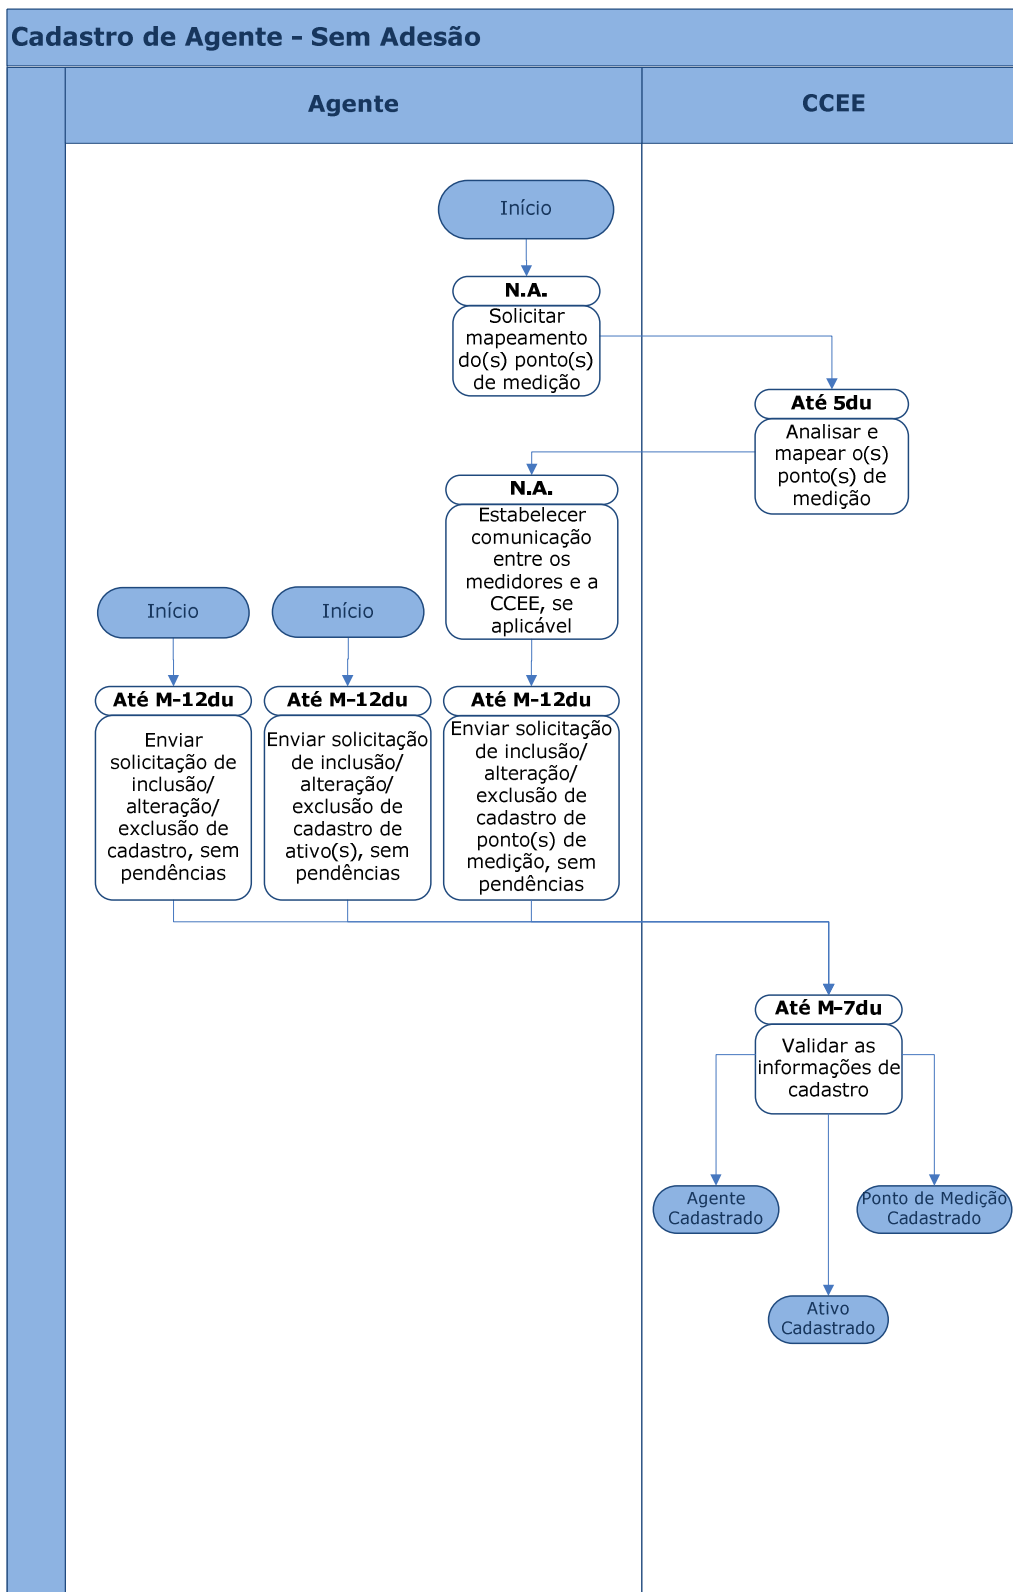 Cadastro de Agente - Sem Adesão
Agente
CCEE
Início
N.A.
Solicitar
mapeamento
do(s) ponto(s)
de medição
Até 5du
Analisar e
mapear o(s)
ponto(s) de
medição
N.A.
Estabelecer
comunicação
entre os
medidores e a
CCEE, se
aplicável
Início
Início
Até M-12du
Enviar
solicitação de
inclusão/
alteração/
exclusão de
cadastro, sem
pendências
Até M-12du
Enviar solicitação
de inclusão/
alteração/
exclusão de
cadastro de
ativo(s), sem
pendências
Até M-12du
Enviar solicitação
de inclusão/
alteração/
exclusão de
cadastro de
ponto(s) de
medição, sem
pendências
Até M-7du
Validar as
informações de
cadastro
Agente
Cadastrado
Ponto de Medição
Cadastrado
Ativo
Cadastrado